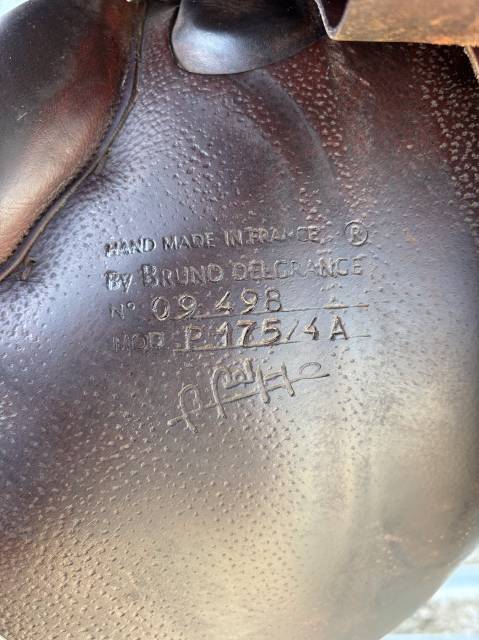 HAND MADE IN FRANCE ®
By BRUNO DELGRANGE
N° 09 498
MOD P 175/4A